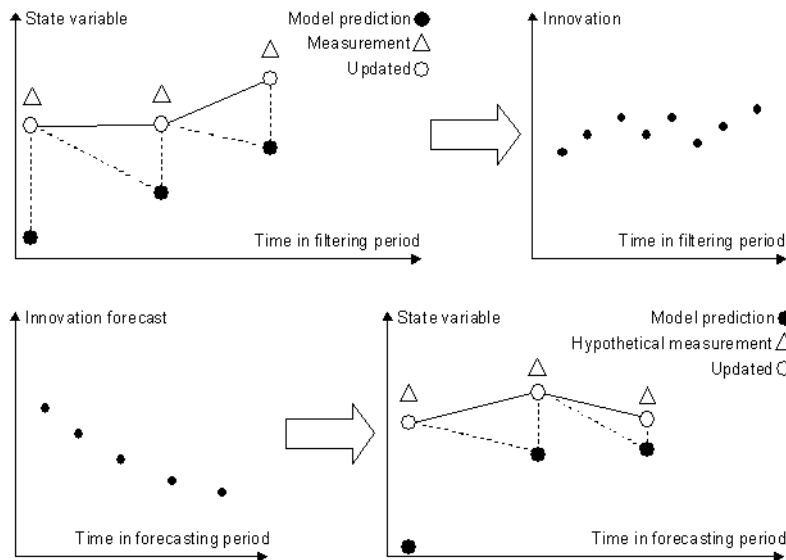 State variable
Model prediction
Measurement
Updated
Time in filtering period
Innovation
Time in filtering period
Innovation forecast
Time in forecasting period
State variable
Model prediction
Hypothetical measurement
Updated
Time in forecasting period